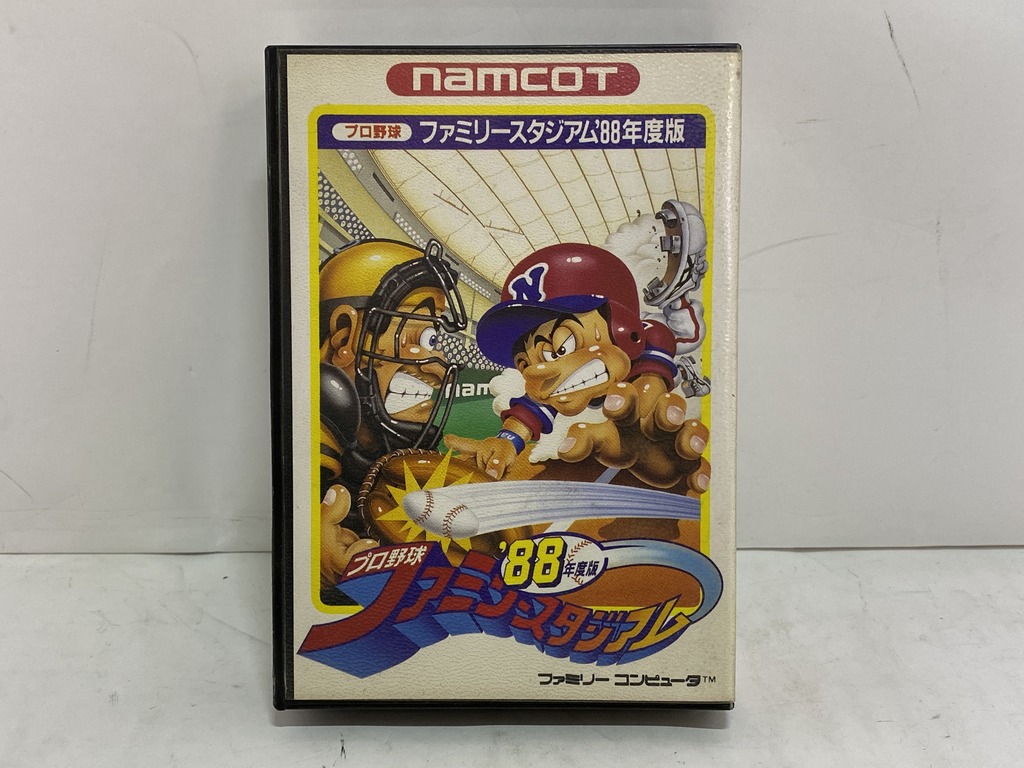 namcot
プロ野球 ファミリースタジアム'88年度版
N
nam
プロ野球 '88年度版
ファミリースタジアム
ファミリー コンピュータ™